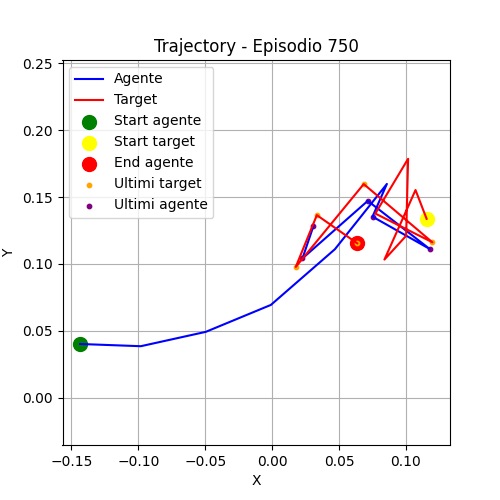 Trajectory - Episodio 750
Agente
Target
Start agente
Start target
End agente
Ultimi target
Ultimi agente
0.25
0.20
0.15
0.10
0.05
0.00
Y
−0.15 −0.10 −0.05 0.00 0.05 0.10
X